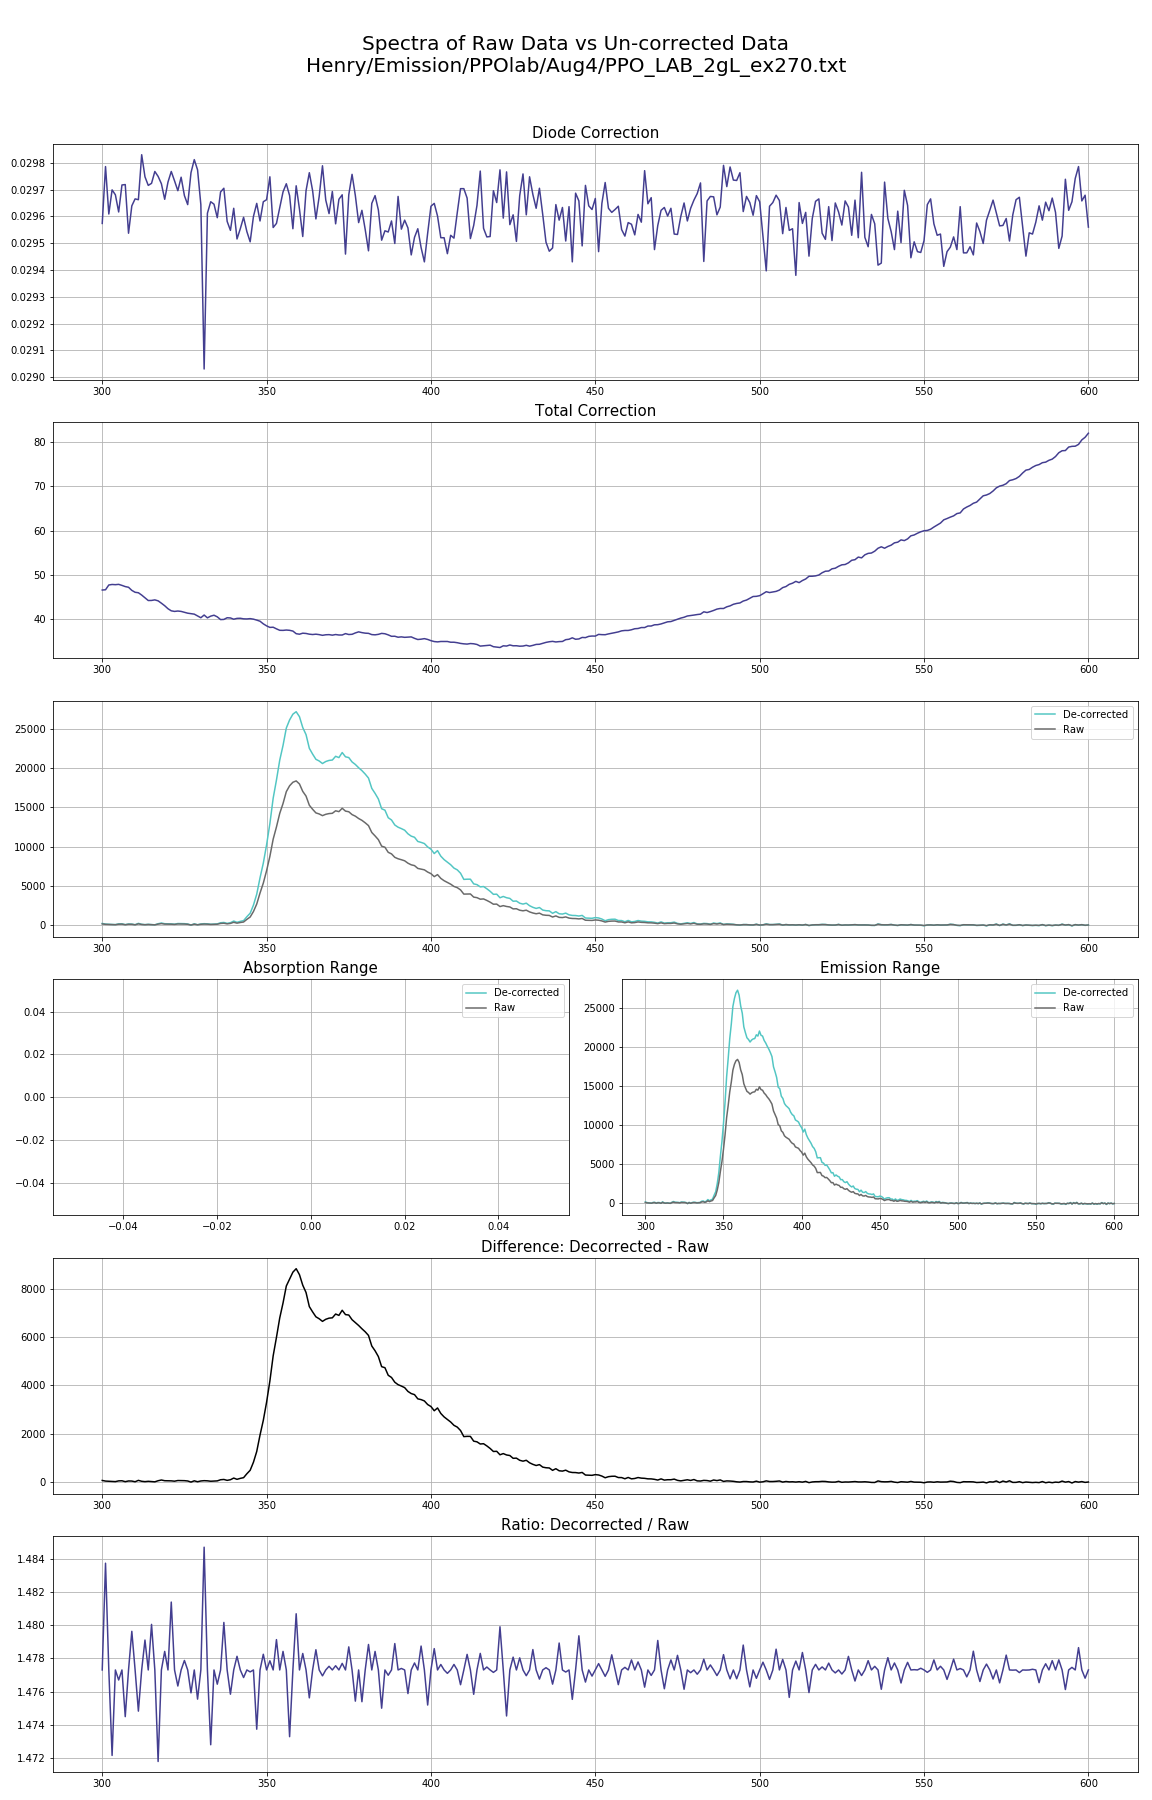 Spectra of Raw Data vs Un-corrected Data
Henry/Emission/PPOlab/Aug4/PPO_LAB_2gL_ex270.txt
Diode Correction
0.0298
0.0297
0.0296
0.0295
0.0294
0.0293
0.0292
0.0291
0.0290
300 350 400 450 500 550 600
Total Correction
80
70
60
50
40
300 350 400 450 500 550 600
De-corrected
Raw
25000
20000
15000
10000
5000
0
300 350 400 450 500 550 600
Absorption Range
De-corrected
Raw
0.04
0.02
0.00
−0.02
−0.04
−0.04 −0.02 0.00 0.02 0.04
Emission Range
De-corrected
Raw
25000
20000
15000
10000
5000
0
300 350 400 450 500 550 600
Difference: Decorrected - Raw
8000
6000
4000
2000
0
300 350 400 450 500 550 600
Ratio: Decorrected / Raw
1.484
1.482
1.480
1.478
1.476
1.474
1.472
300 350 400 450 500 550 600